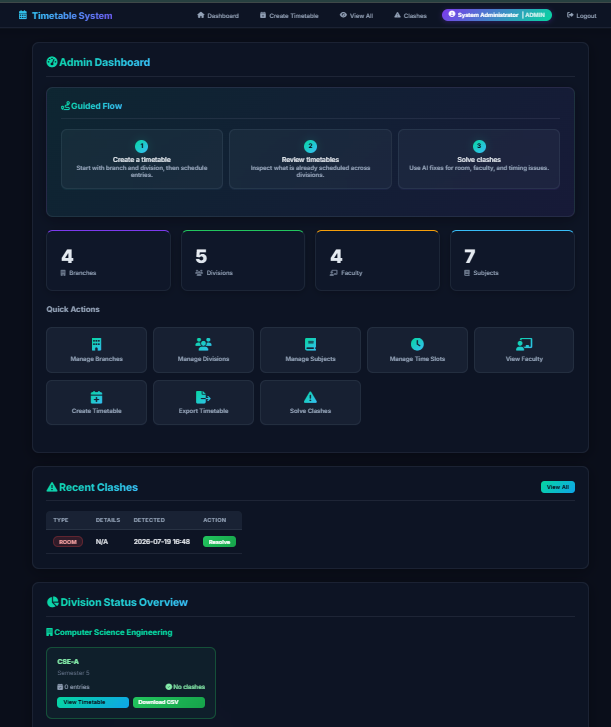 Timetable System
Dashboard
Create Timetable
View All
Clashes
System Administrator | ADMIN
Logout
Admin Dashboard
Guided Flow
1
Create a timetable
Start with branch and division, then schedule
entries.
2
Review timetables
Inspect what is already scheduled across
divisions.
3
Solve clashes
Use AI fixes for room, faculty, and timing issues.
4
Branches
5
Divisions
4
Faculty
7
Subjects
Quick Actions
Manage Branches
Manage Divisions
Manage Subjects
Manage Time Slots
View Faculty
Create Timetable
Export Timetable
Solve Clashes
Recent Clashes
View All
TYPE DETAILS DETECTED ACTION
ROOM N/A 2026-07-19 16:48 Resolve
Division Status Overview
Computer Science Engineering
CSE-A
Semester 5
0 entries
No clashes
View Timetable
Download CSV